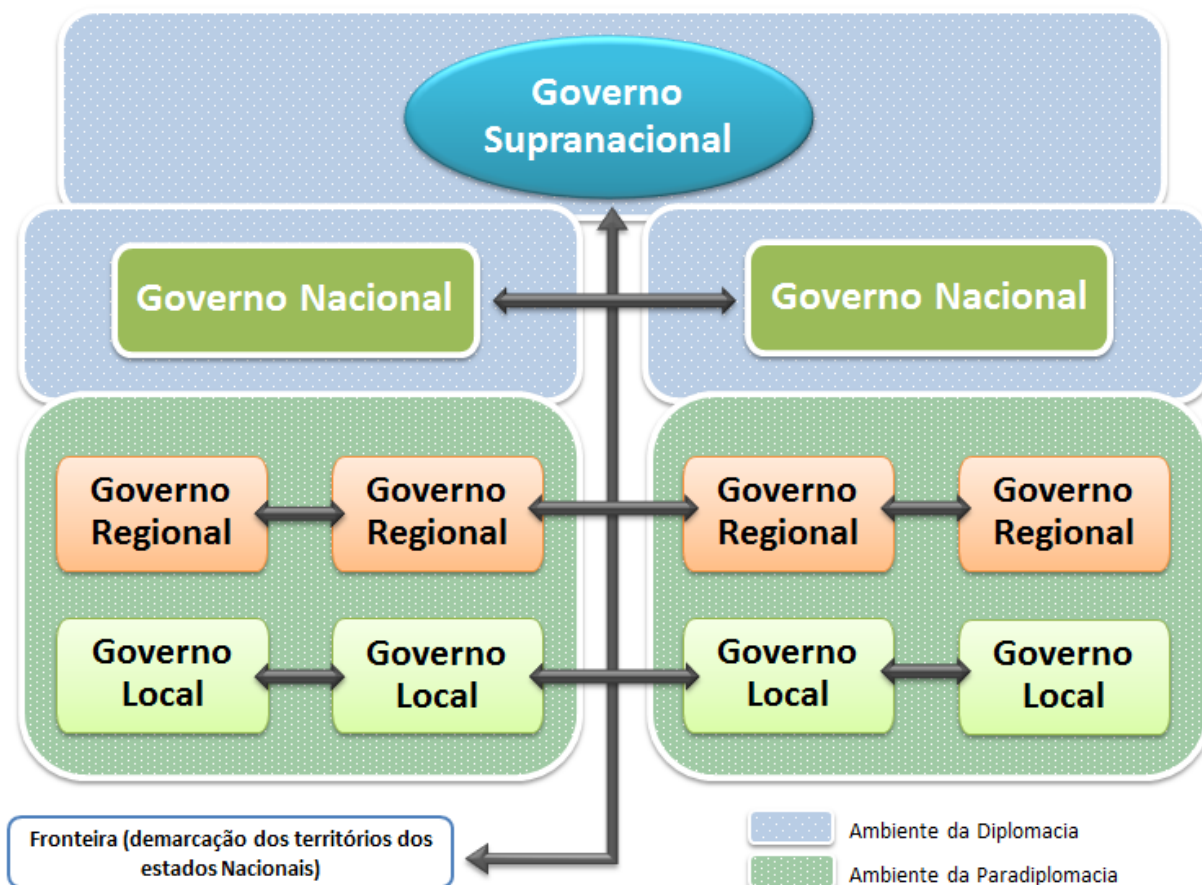 Governo
Supranacional
Governo Nacional
Governo Nacional
Governo
Regional
Governo
Regional
Governo
Regional
Governo
Regional
Governo
Local
Governo
Local
Governo
Local
Governo
Local
Fronteira (demarcação dos territórios dos
estados Nacionais)
Ambiente da Diplomacia
Ambiente da Paradiplomacia